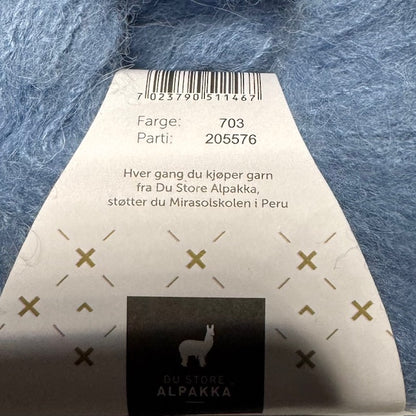 7 023790 511467
Farge: 703
Parti: 205576
Hver gang du kjøper garn
fra Du Store Alpakka,
støtter du Mirasolskolen i Peru
DU STORE
ALPAKKA